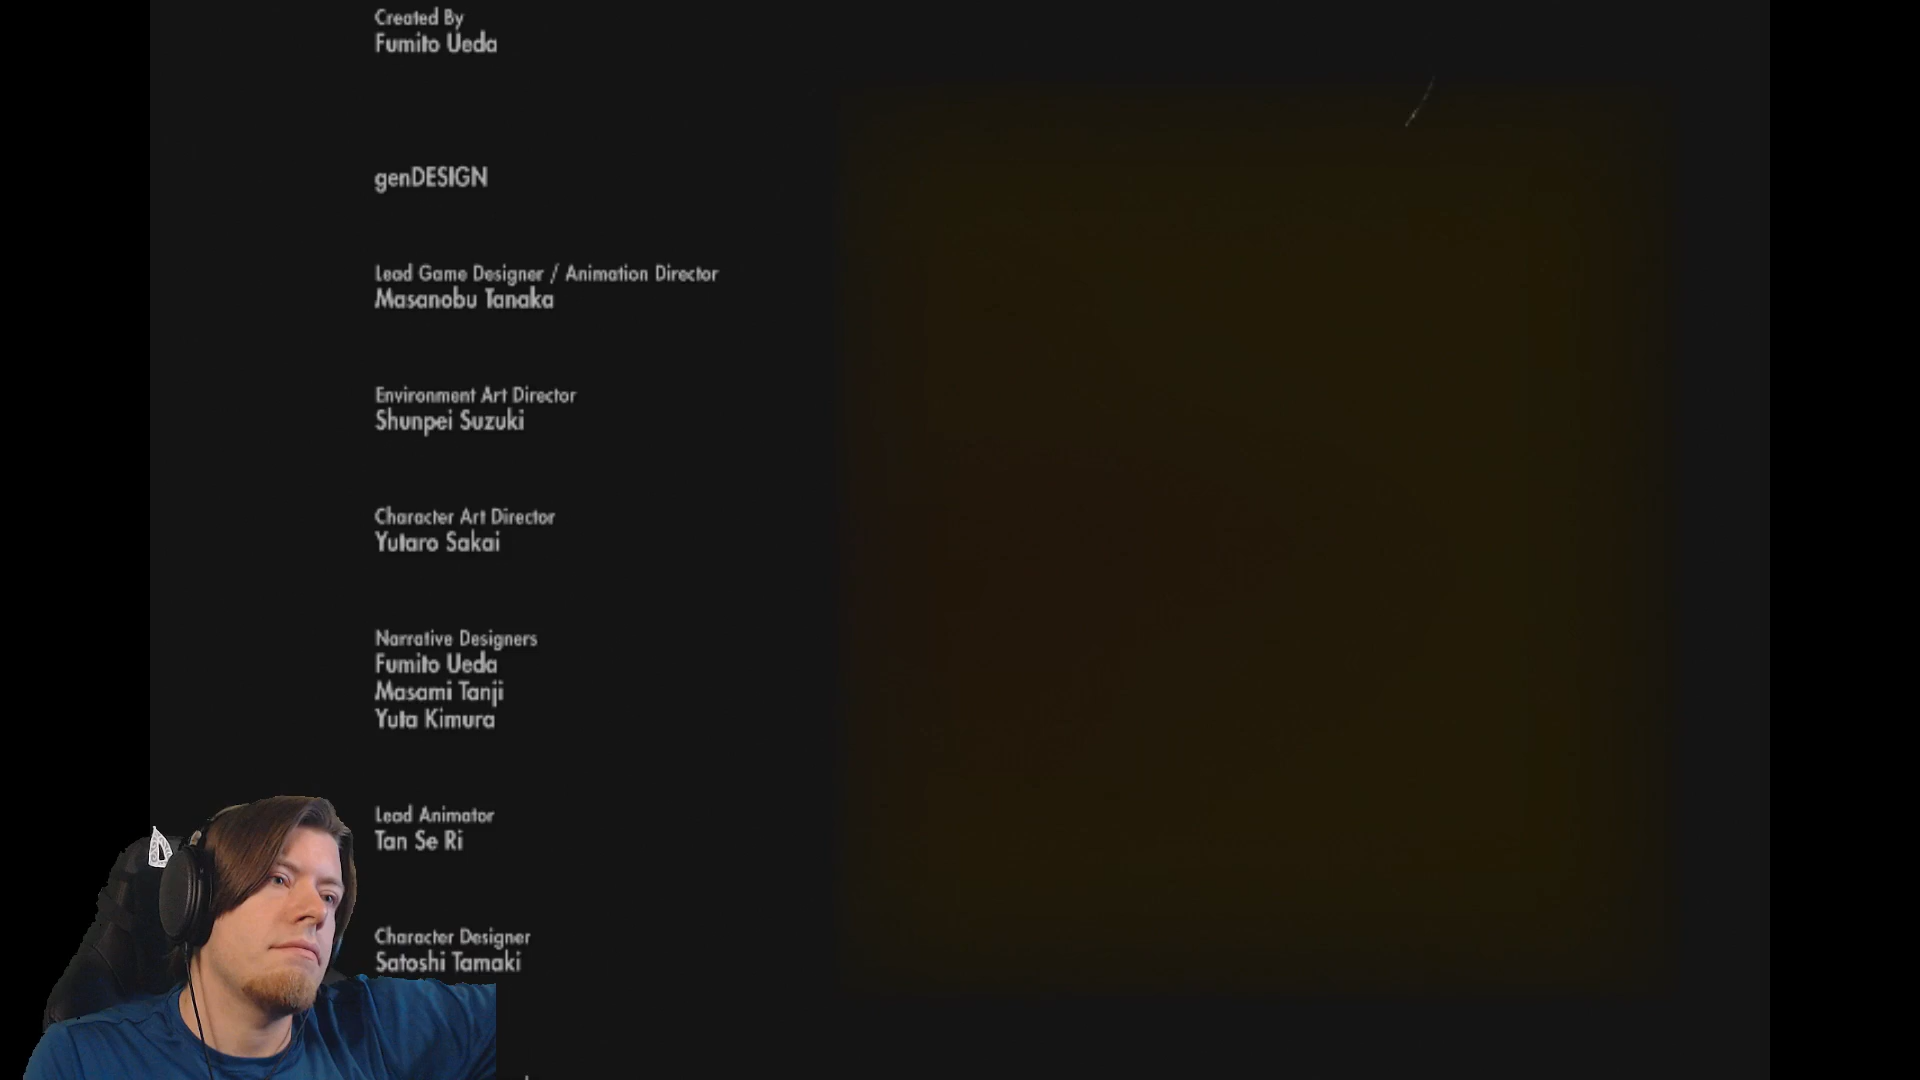 Created By
Fumito Ueda
genDESIGN
Lead Game Designer / Animation Director
Masanobu Tanaka
Environment Art Director
Shunpei Suzuki
Character Art Director
Yutaro Sakai
Narrative Designers
Fumito Ueda
Masami Tanji
Yuta Kimura
Lead Animator
Tan Se Ri
Character Designer
Satoshi Tamaki